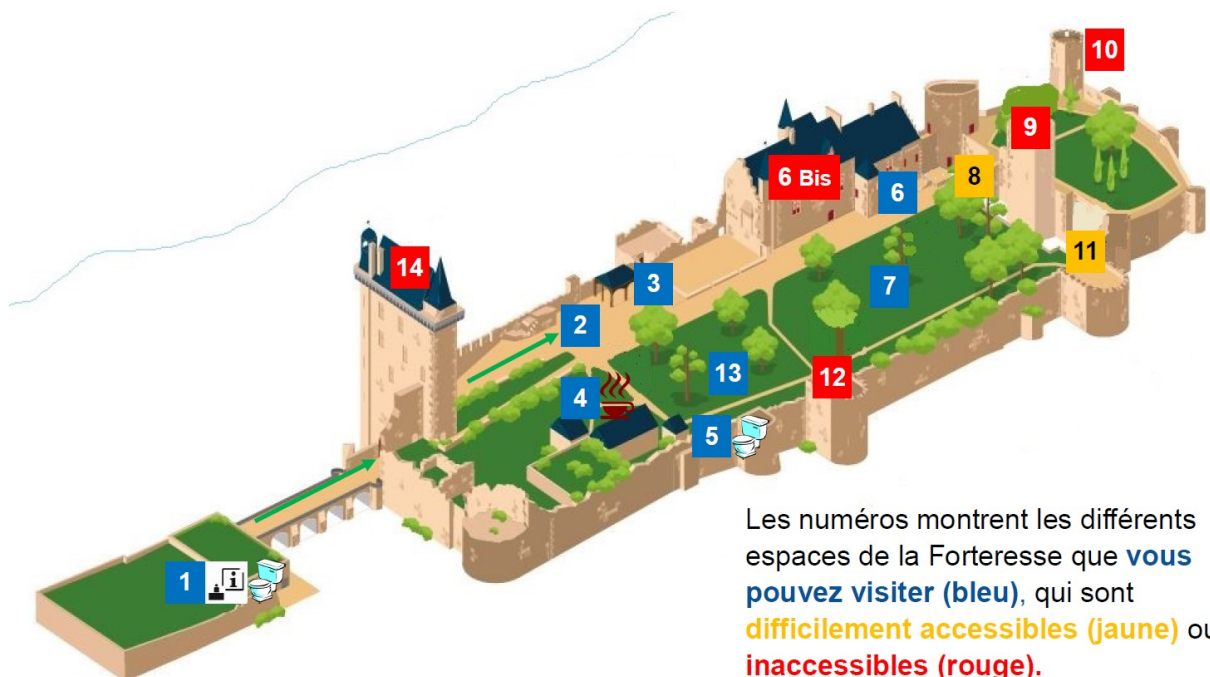 10
9
6 Bis
6
8
14
11
3
7
2
13
12
4
5
1
i
Les numéros montrent les différents
espaces de la Forteresse que vous
pouvez visiter (bleu), qui sont
difficilement accessibles (jaune) ou
inaccessibles (rouge).